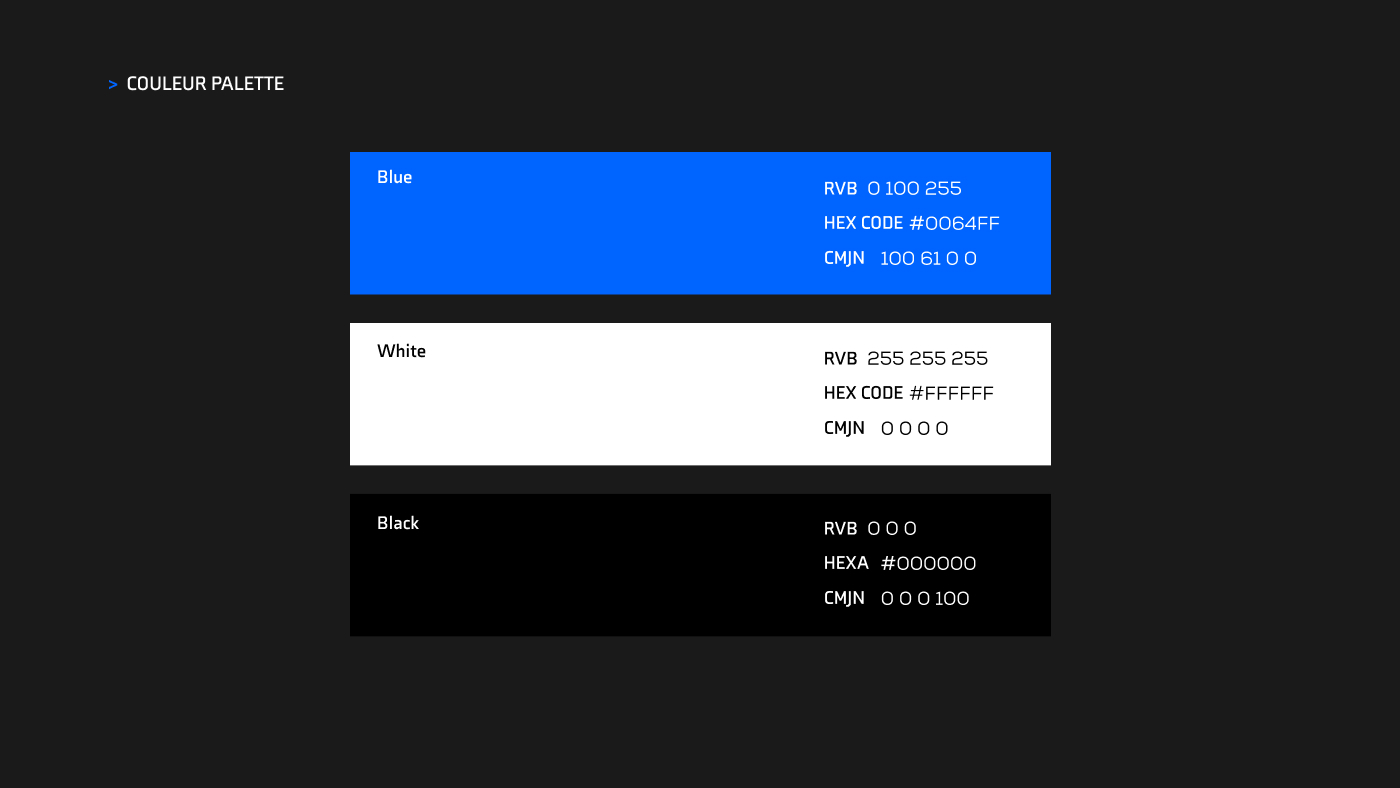 > COULEUR PALETTE
Blue
RVB 0 100 255
HEX CODE #0064FF
CMJN 100 61 0 0
White
RVB 255 255 255
HEX CODE #FFFFFF
CMJN 0 0 0 0
Black
RVB 0 0 0
HEXA #000000
CMJN 0 0 0 100